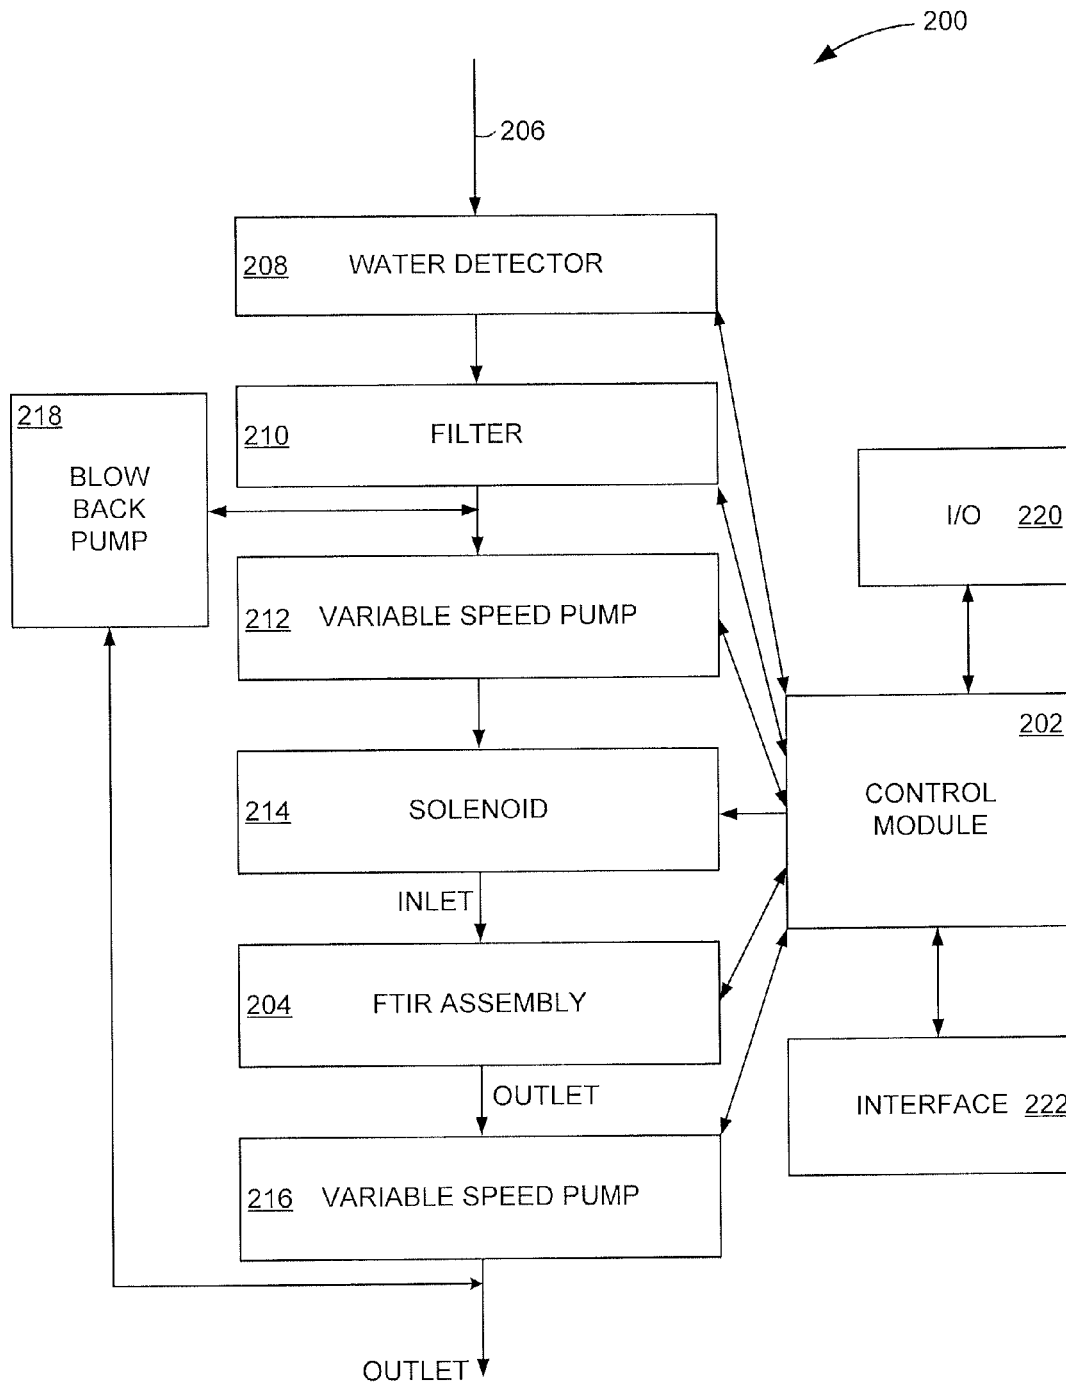 200
206
208 WATER DETECTOR
210 FILTER
218
BLOW
BACK
PUMP
I/O 220
212 VARIABLE SPEED PUMP
202
CONTROL
MODULE
214 SOLENOID
INLET
204 FTIR ASSEMBLY
OUTLET
INTERFACE 222
216 VARIABLE SPEED PUMP
OUTLET